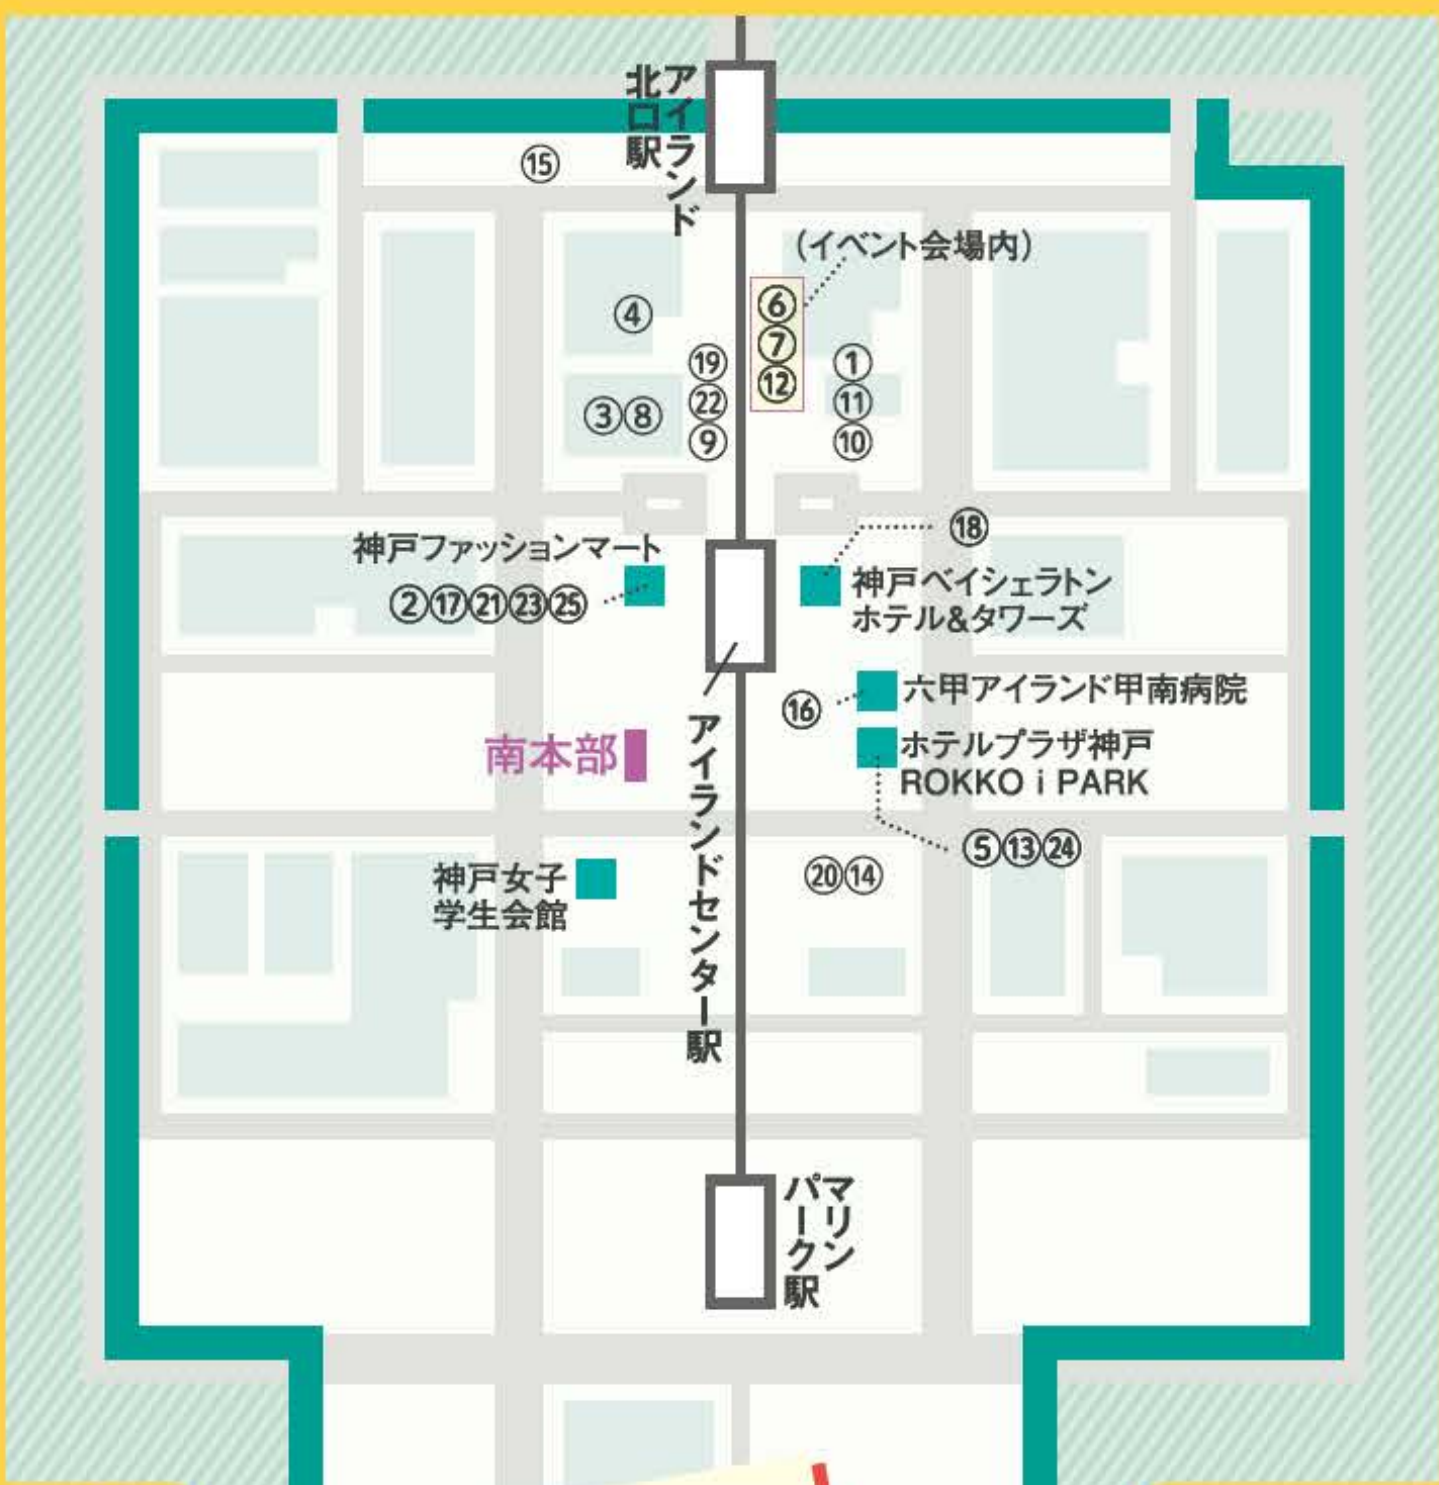 アイランド
北口駅
⑮
(イベント会場内)
④
⑥
⑦
⑫
⑲
㉒
⑨
①
⑪
⑩
③⑧
神戸ファッションマート
②⑰㉑㉓㉕
⑱
神戸ベイシェラトン
ホテル&タワーズ
⑯
六甲アイランド甲南病院
南本部
ホテルプラザ神戸
ROKKO i PARK
アイランドセンター駅
⑤⑬㉔
神戸女子
学生会館
⑳⑭
マリン
パーク駅